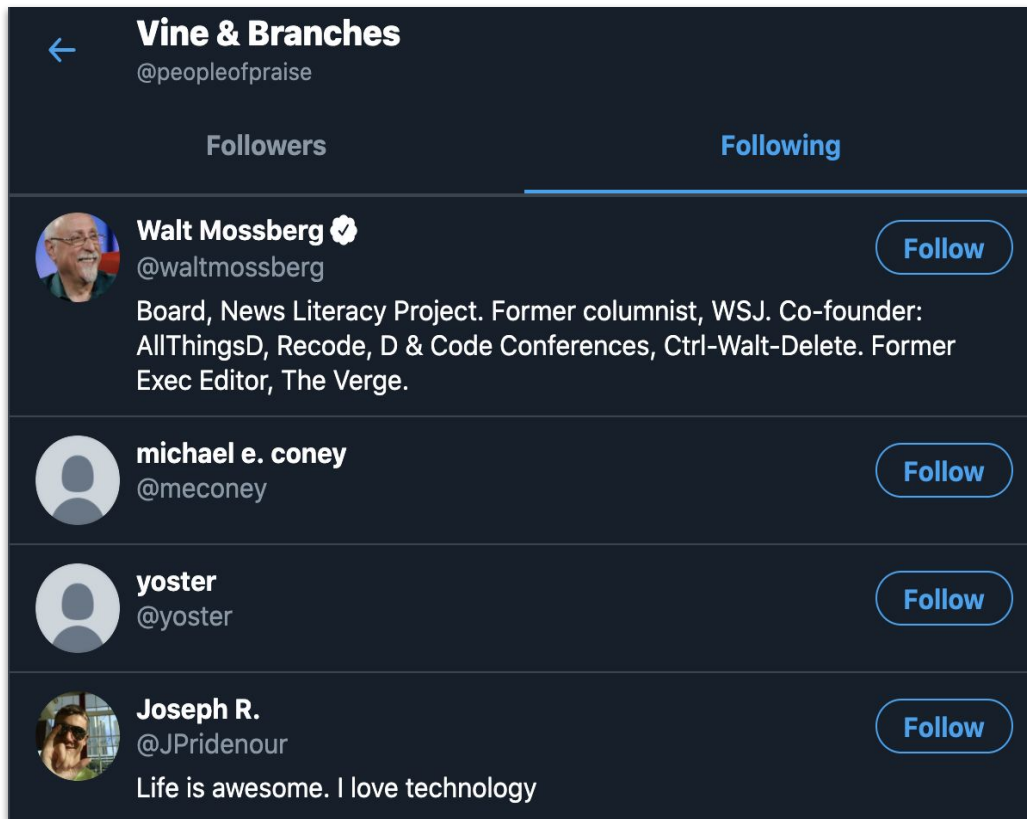 Vine & Branches
@peopleofpraise
Followers
Following
Walt Mossberg
@waltmossberg
Follow
Board, News Literacy Project. Former columnist, WSJ. Co-founder:
AllThingsD, Recode, D & Code Conferences, Ctrl-Walt-Delete. Former
Exec Editor, The Verge.
michael e. coney
@meconey
Follow
yoster
@yoster
Follow
Joseph R.
@JPridenour
Follow
Life is awesome. I love technology